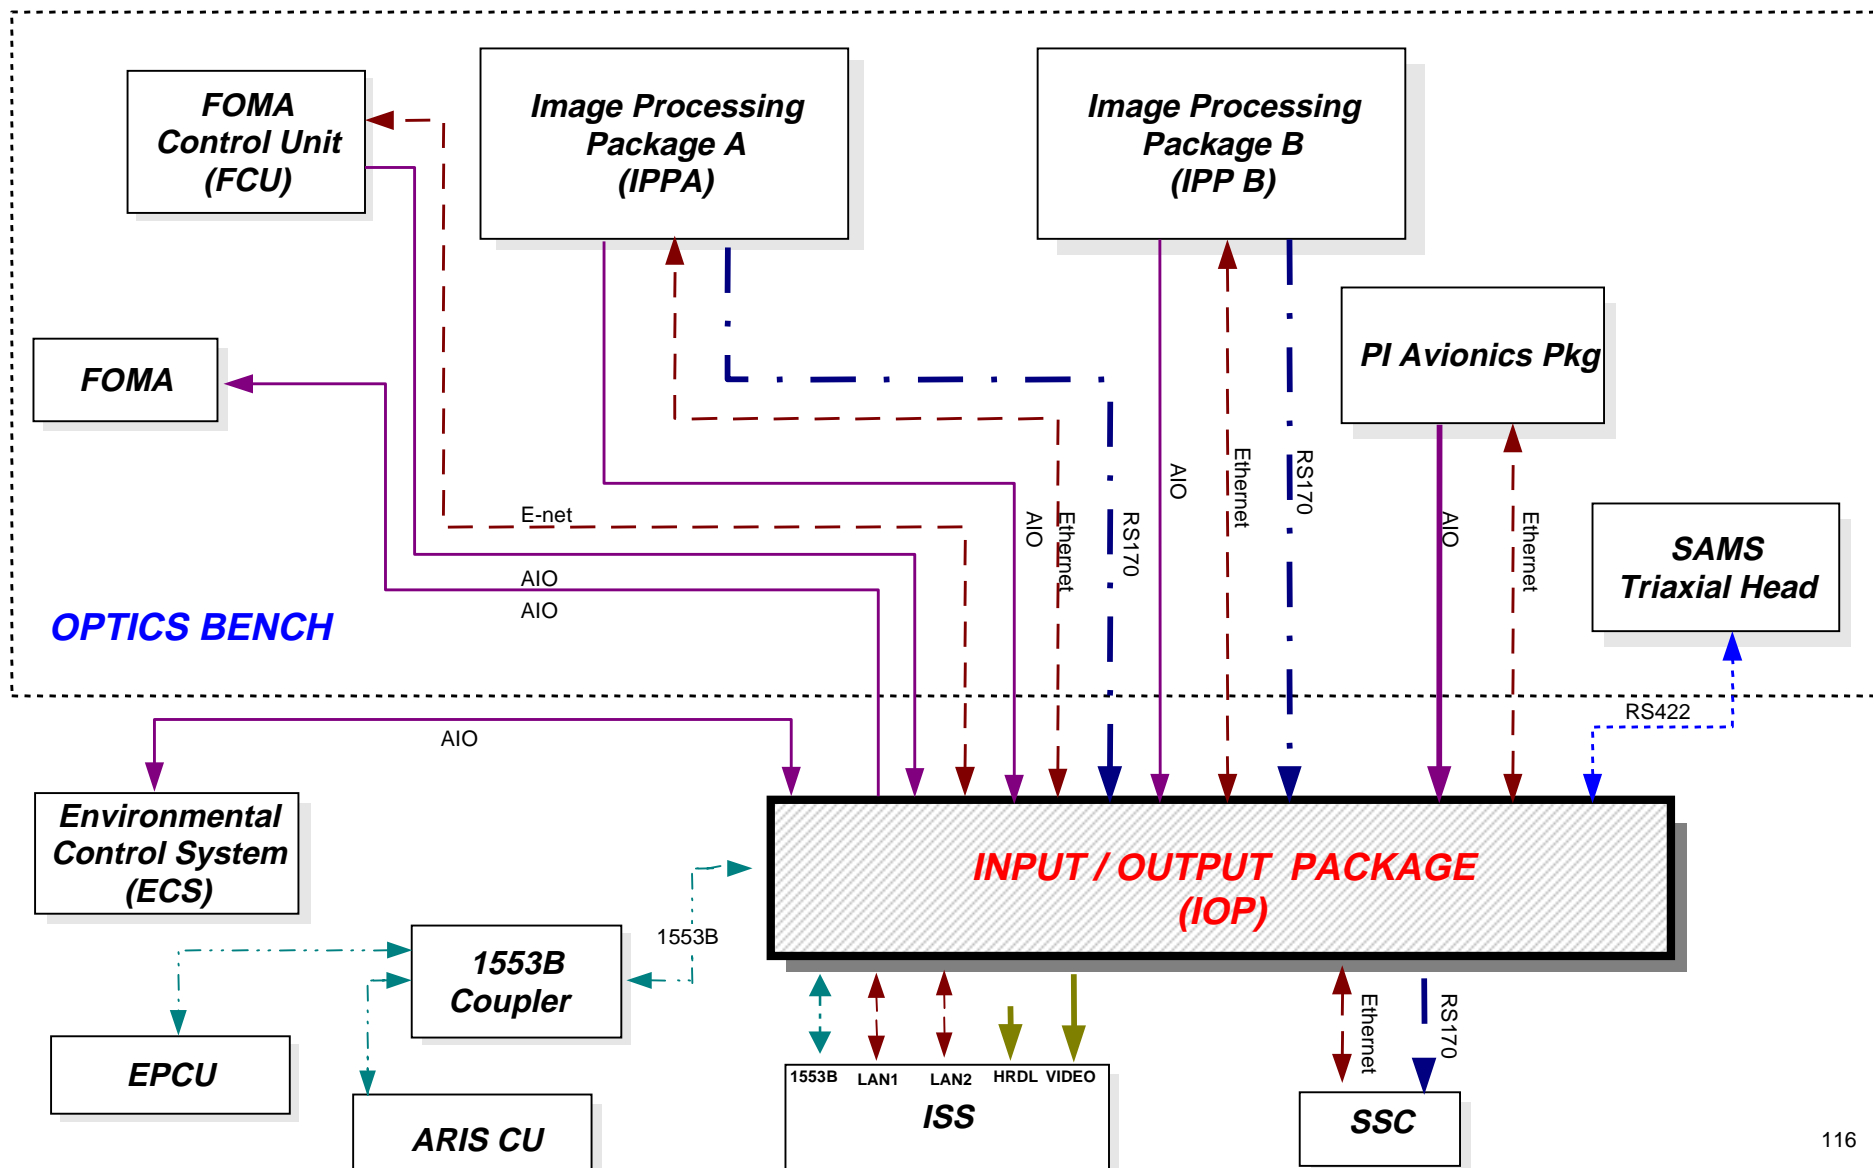 FOMA
Control Unit
(FCU)
Image Processing
Package A
(IPPA)
Image Processing
Package B
(IPP B)
PI Avionics Pkg
FOMA
SAMS
Triaxial Head
E-net
AIO
AIO
AIO
Ethernet
RS170
AIO
Ethernet
RS170
AIO
Ethernet
OPTICS BENCH
RS422
AIO
Environmental
Control System
(ECS)
INPUT / OUTPUT PACKAGE
(IOP)
1553B
1553B
Coupler
EPCU
ARIS CU
1553B LAN1 LAN2 HRDL VIDEO
ISS
Ethernet
RS170
SSC
116